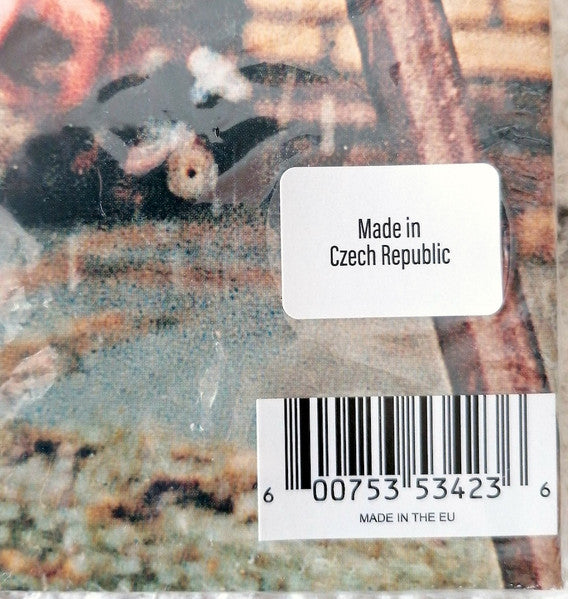 Made in
Czech Republic
6 00753 53423 6
MADE IN THE EU